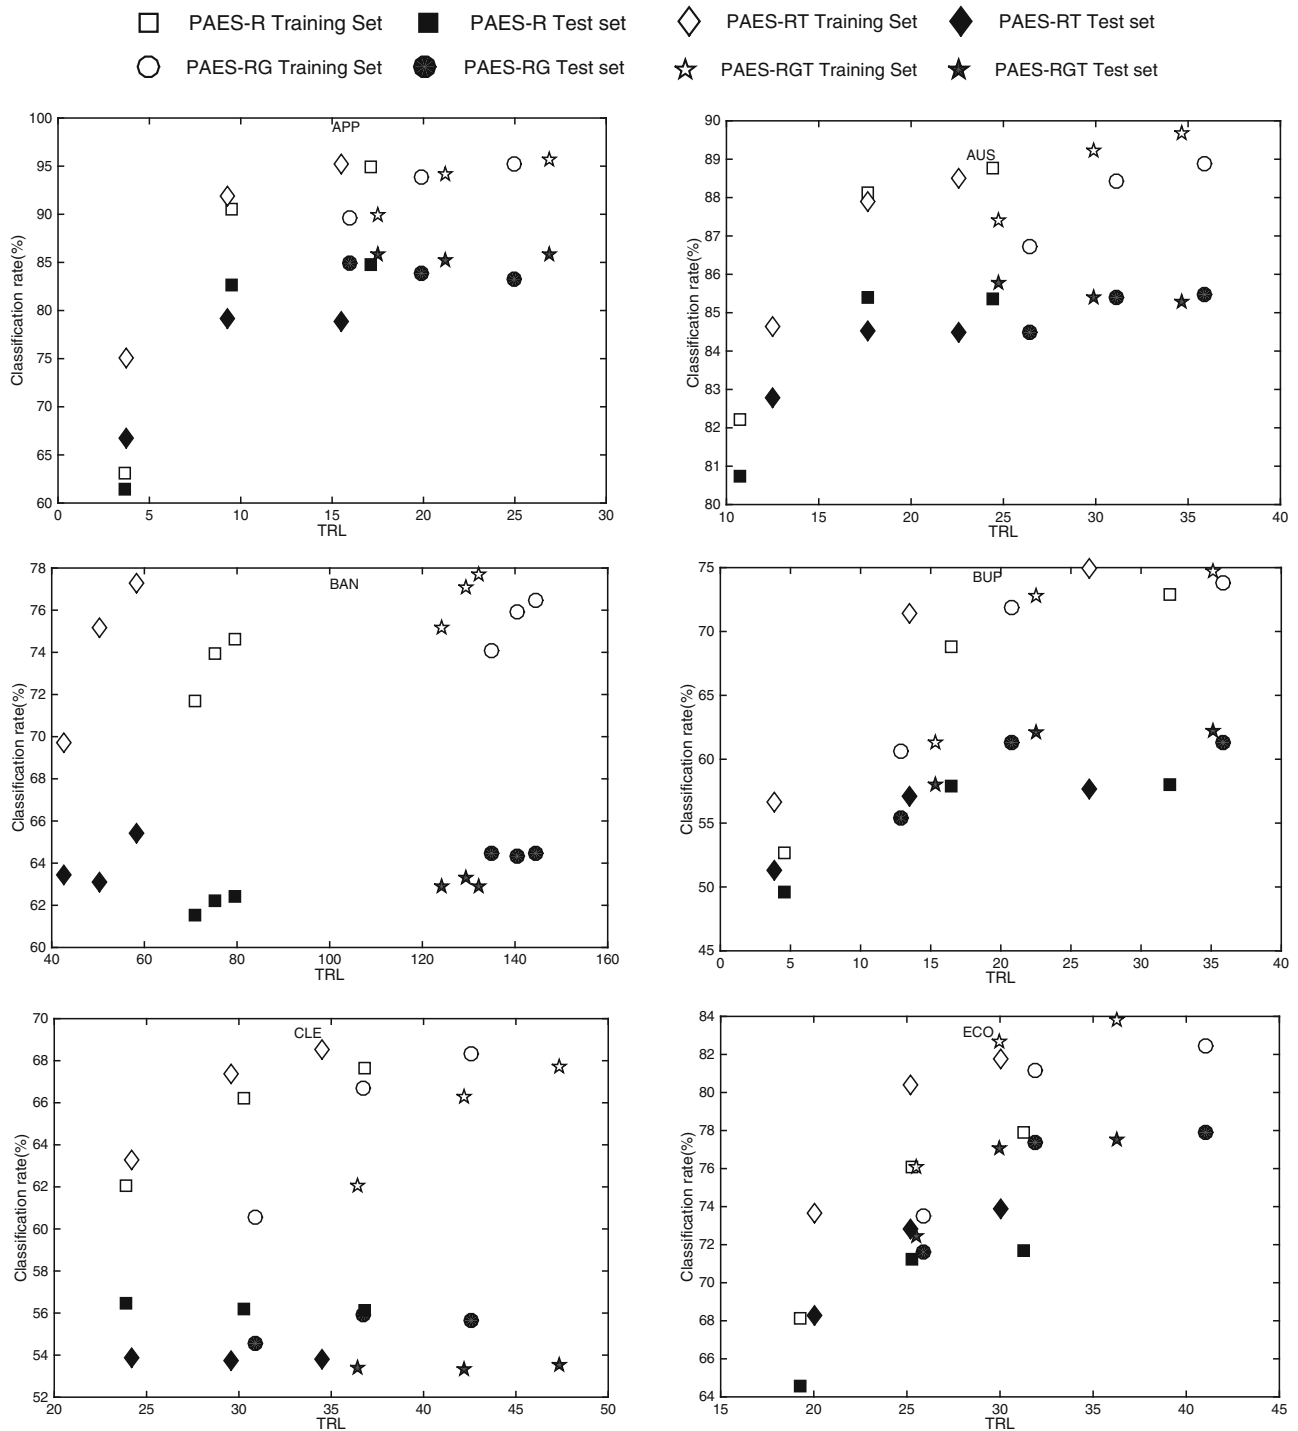 PAES-R Training Set PAES-R Test set PAES-RT Training Set PAES-RT Test Set
PAES-RG Training Set PAES-RG Test set PAES-RGT Training Set PAES-RGT Test set
APP
Classification rate(%)
100
95
90
85
80
75
70
65
60
0 5 10 15 20 25 30
TRL
AUS
Classification rate(%)
90
89
88
87
86
85
84
83
82
81
80
10 15 20 25 30 35 40
TRL
BAN
Classification rate(%)
78
76
74
72
70
68
66
64
62
60
40 60 80 100 120 140 160
TRL
BUP
Classification rate(%)
75
70
65
60
55
50
45
0 5 10 15 20 25 30 35 40
TRL
CLE
Classification rate(%)
70
68
66
64
62
60
58
56
54
52
20 25 30 35 40 45 50
TRL
ECO
Classification rate(%)
84
82
80
78
76
74
72
70
68
66
64
15 20 25 30 35 40 45
TRL